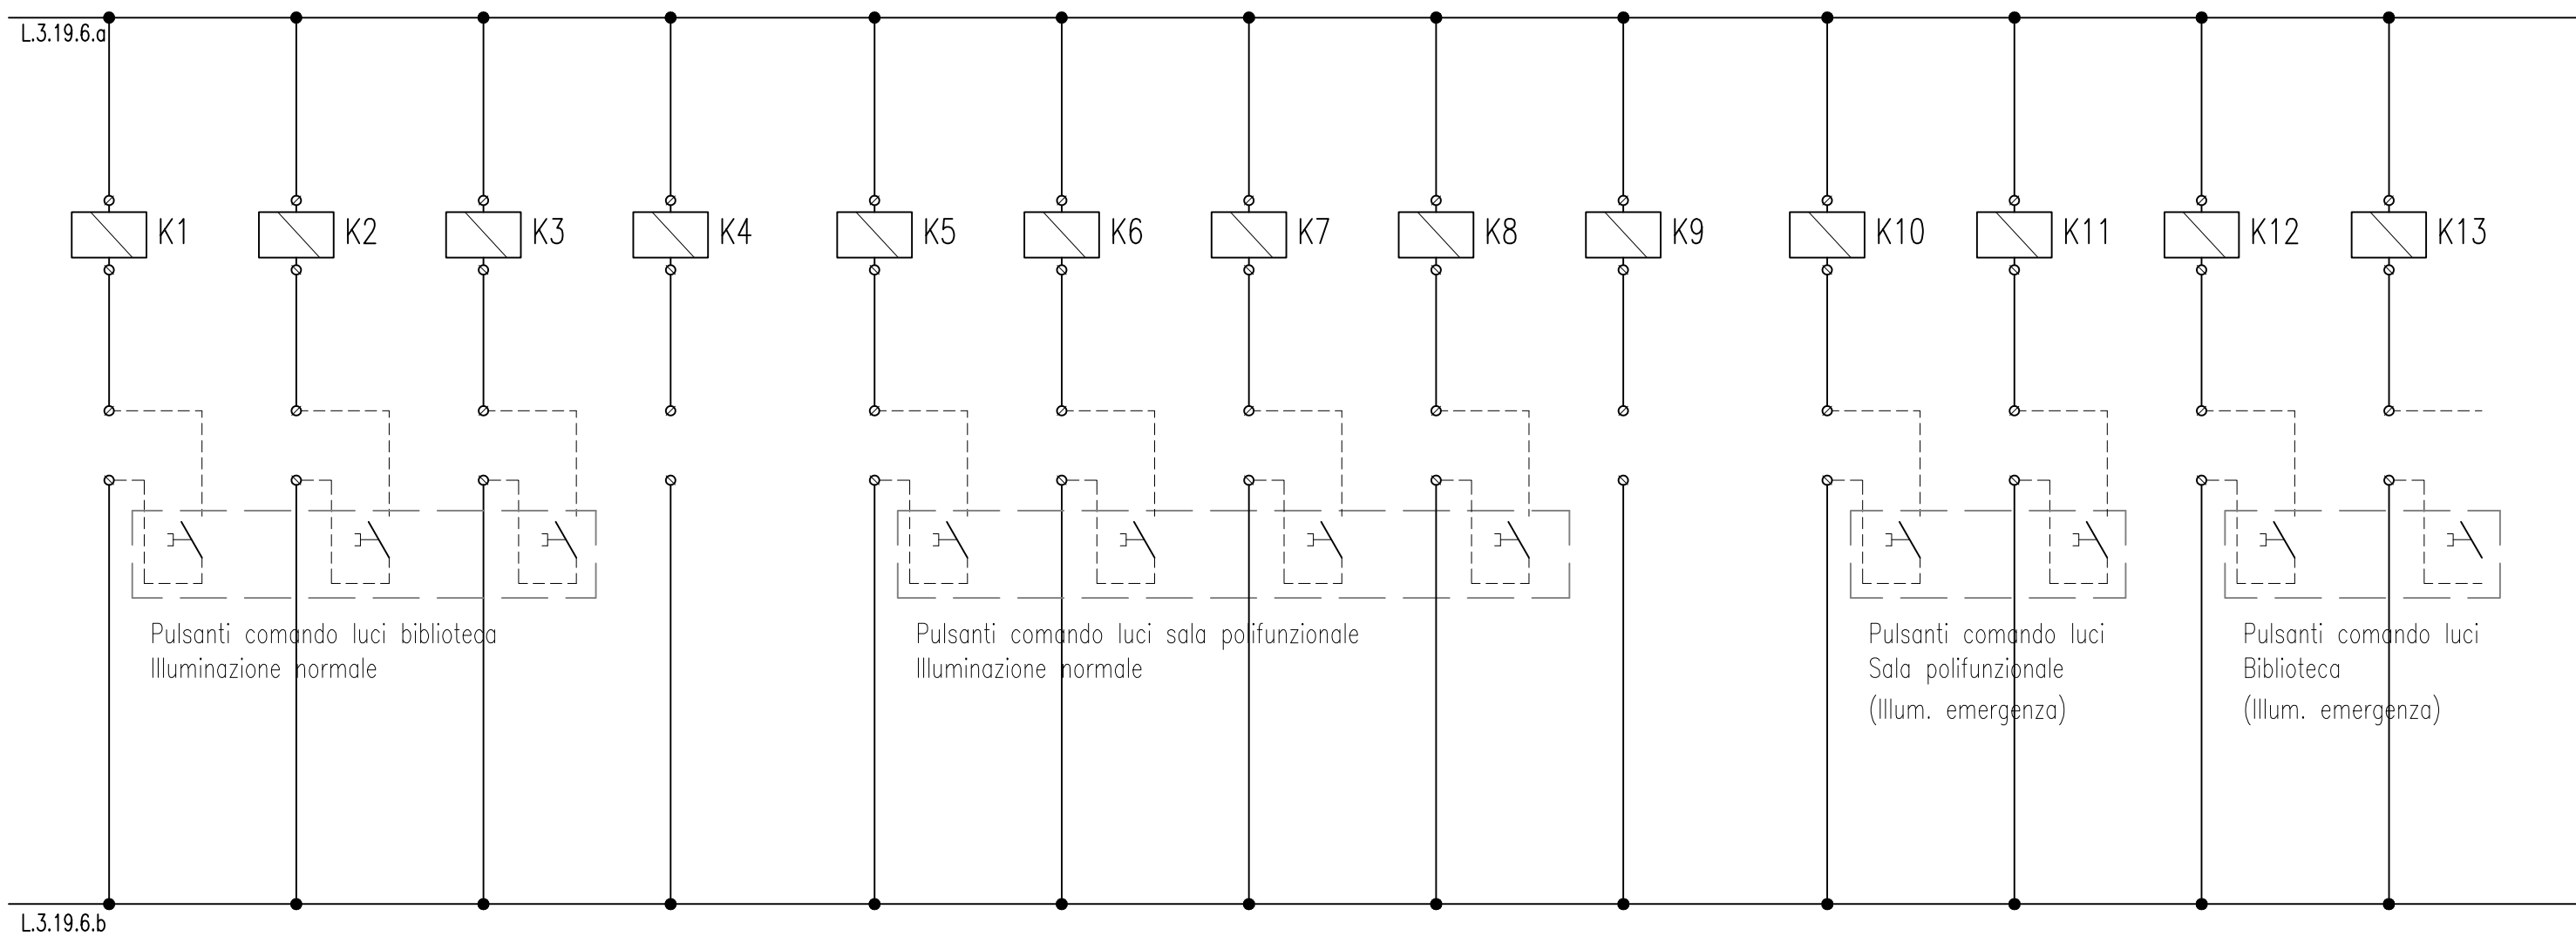 L.3.19.6.a
K1
K2
K3
K4
K5
K6
K7
K8
K9
K10
K11
K12
K13
Pulsanti comando luci biblioteca
Illuminazione normale
Pulsanti comando luci sala polifunzionale
Illuminazione normale
Pulsanti comando luci
Sala polifunzionale
(Illum. emergenza)
Pulsanti comando luci
Biblioteca
(Illum. emergenza)
L.3.19.6.b